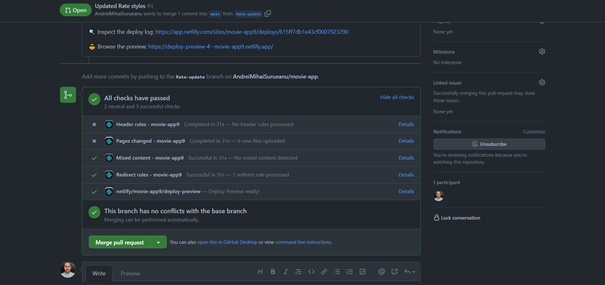 Open
Updated Rate styles #4
AndreiMihaiSurueanu wants to merge 1 commit into main from Rate-update
Inspect the deploy log: https://app.netlify.com/sites/movie-app9/deploys/
Browse the preview: https://deploy-preview-4--movie-app9.netlify.app/
Add more commits by pushing to the Rate-update branch on AndreiMihaiSurueanu/movie-app.
All checks have passed
2 neutral and 3 successful checks
Hide all checks
Header rules - movie-app9 Completed in 31s — No header rules processed Details
Pages changed - movie-app9 Completed in 31s — 6 new files uploaded Details
Mixed content - movie-app9 Successful in 31s — No mixed content detected Details
Redirect rules - movie-app9 Successful in 31s — 1 redirect rule processed Details
netlify/movie-app9/deploy-preview — Deploy Preview ready! Details
This branch has no conflicts with the base branch
Merging can be performed automatically.
Merge pull request
You can also open this in GitHub Desktop or view command line instructions.
Write Preview
None yet
Milestone
No milestone
Linked issues
Successfully merging this pull request may close these issues.
None yet
Notifications Customize
Unsubscribe
You're receiving notifications because you're
watching this repository.
1 participant
Lock conversation